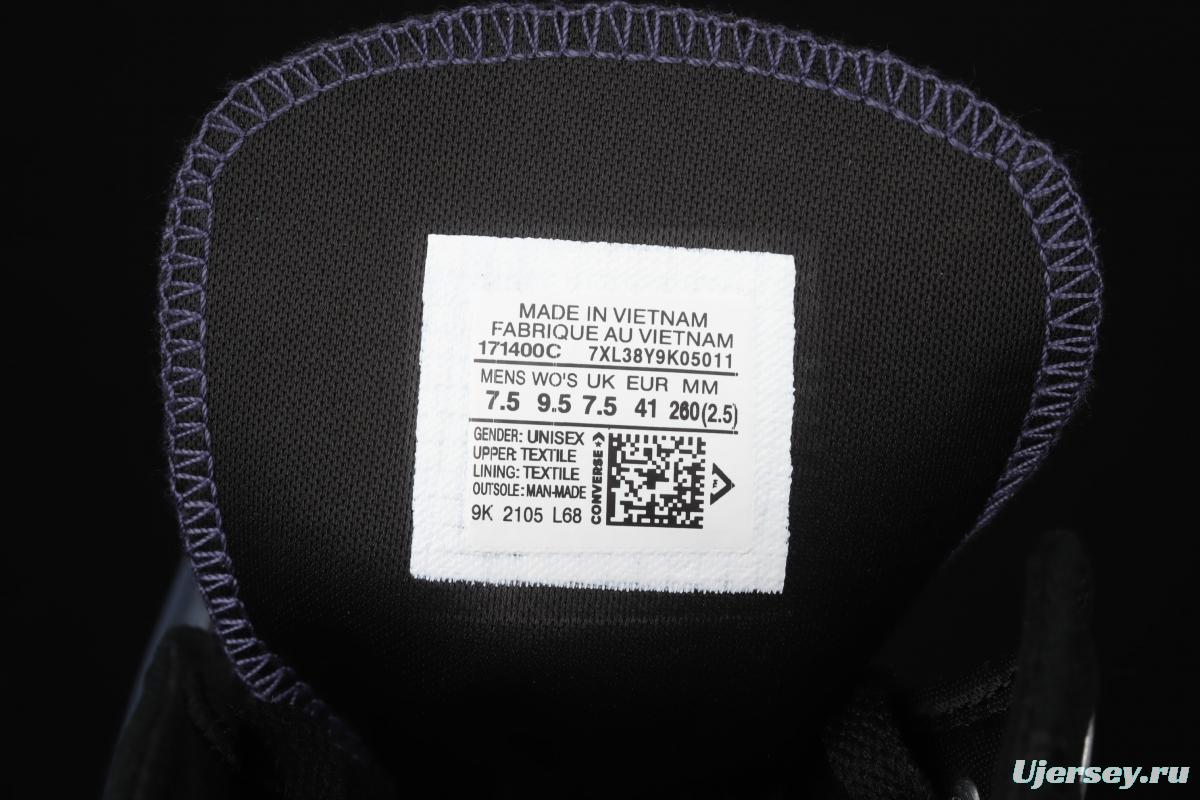 MADE IN VIETNAM
FABRIQUE AU VIETNAM
171400C 7XL38Y9K05011
MENS WO'S UK EUR MM
7.5 9.5 7.5 41 260(2.5)
GENDER: UNISEX
UPPER: TEXTILE
LINING: TEXTILE
OUTSOLE: MAN-MADE
9K 2105 L68
CONVERSE
F
Ujersey.ru